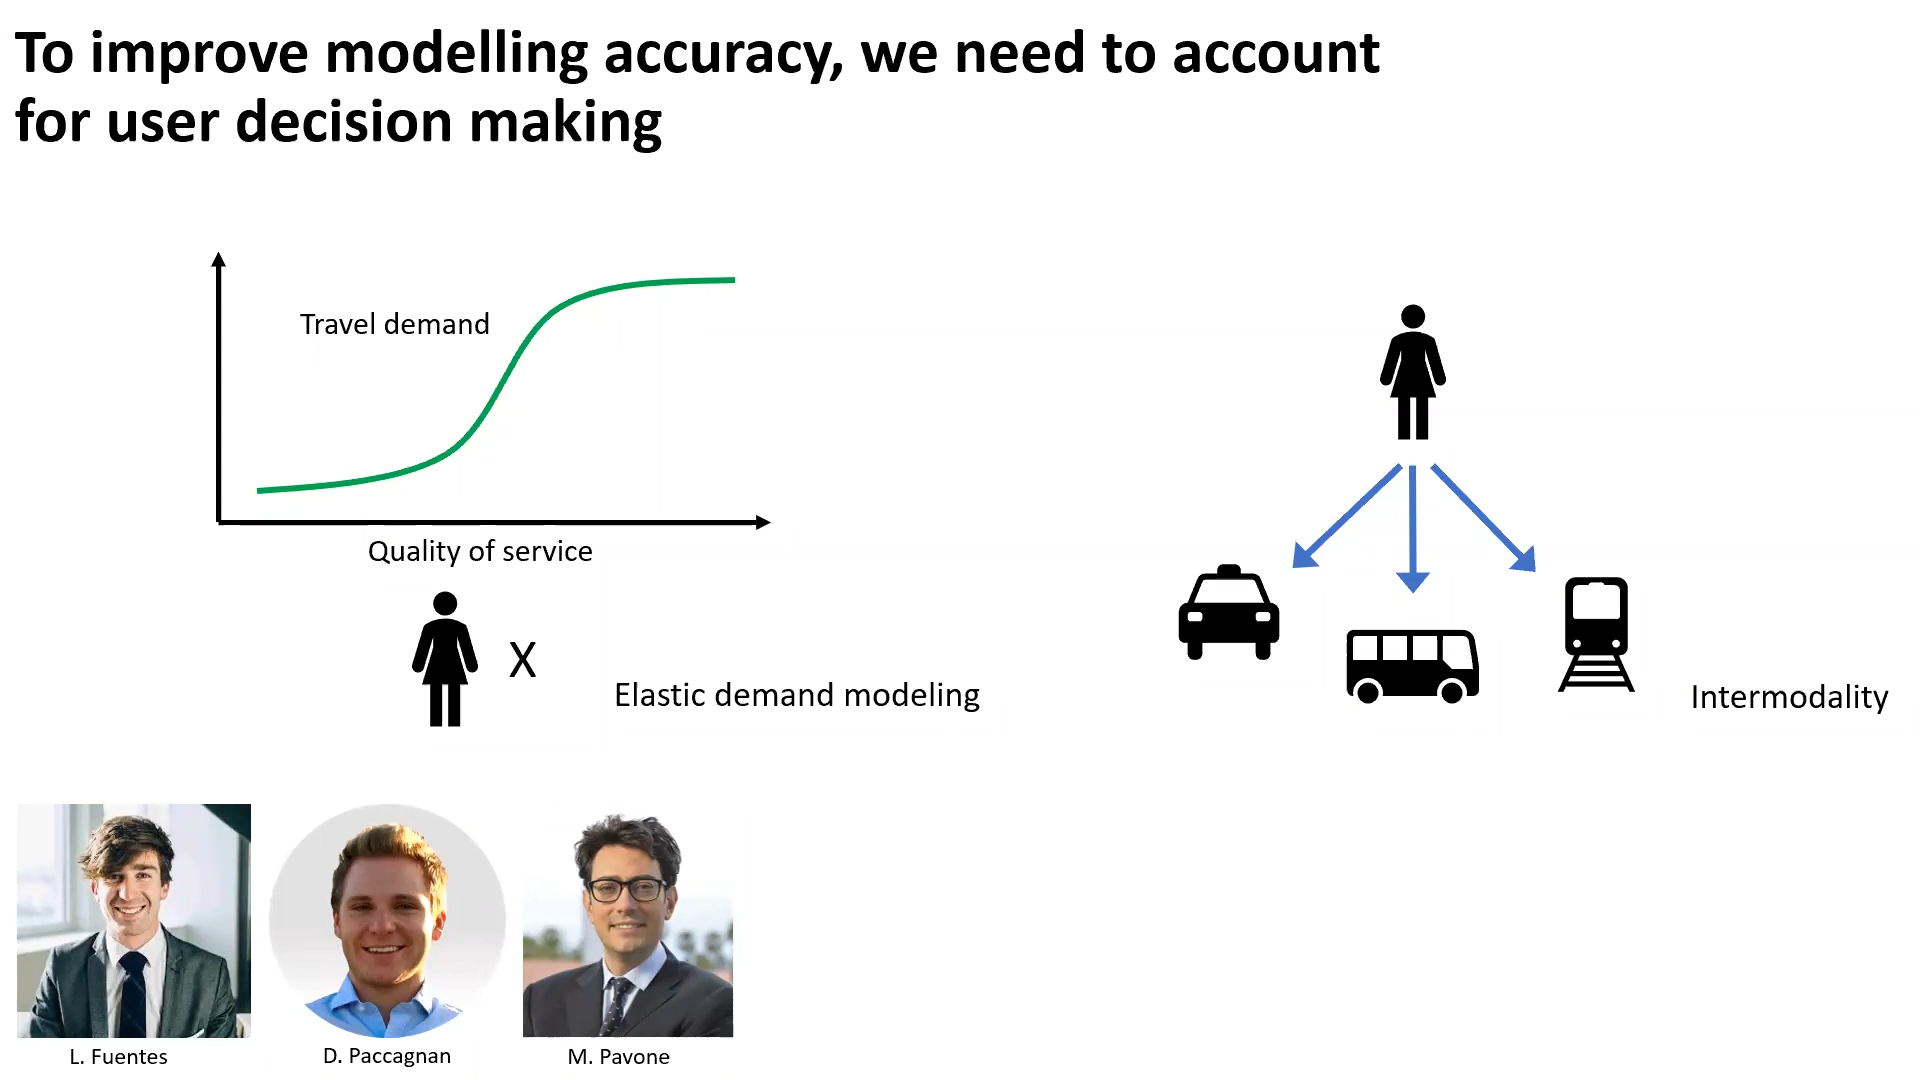 To improve modelling accuracy, we need to account
for user decision making
Travel demand
Quality of service
X
Elastic demand modeling
Intermodality
L. Fuentes
D. Paccagnan
M. Pavone